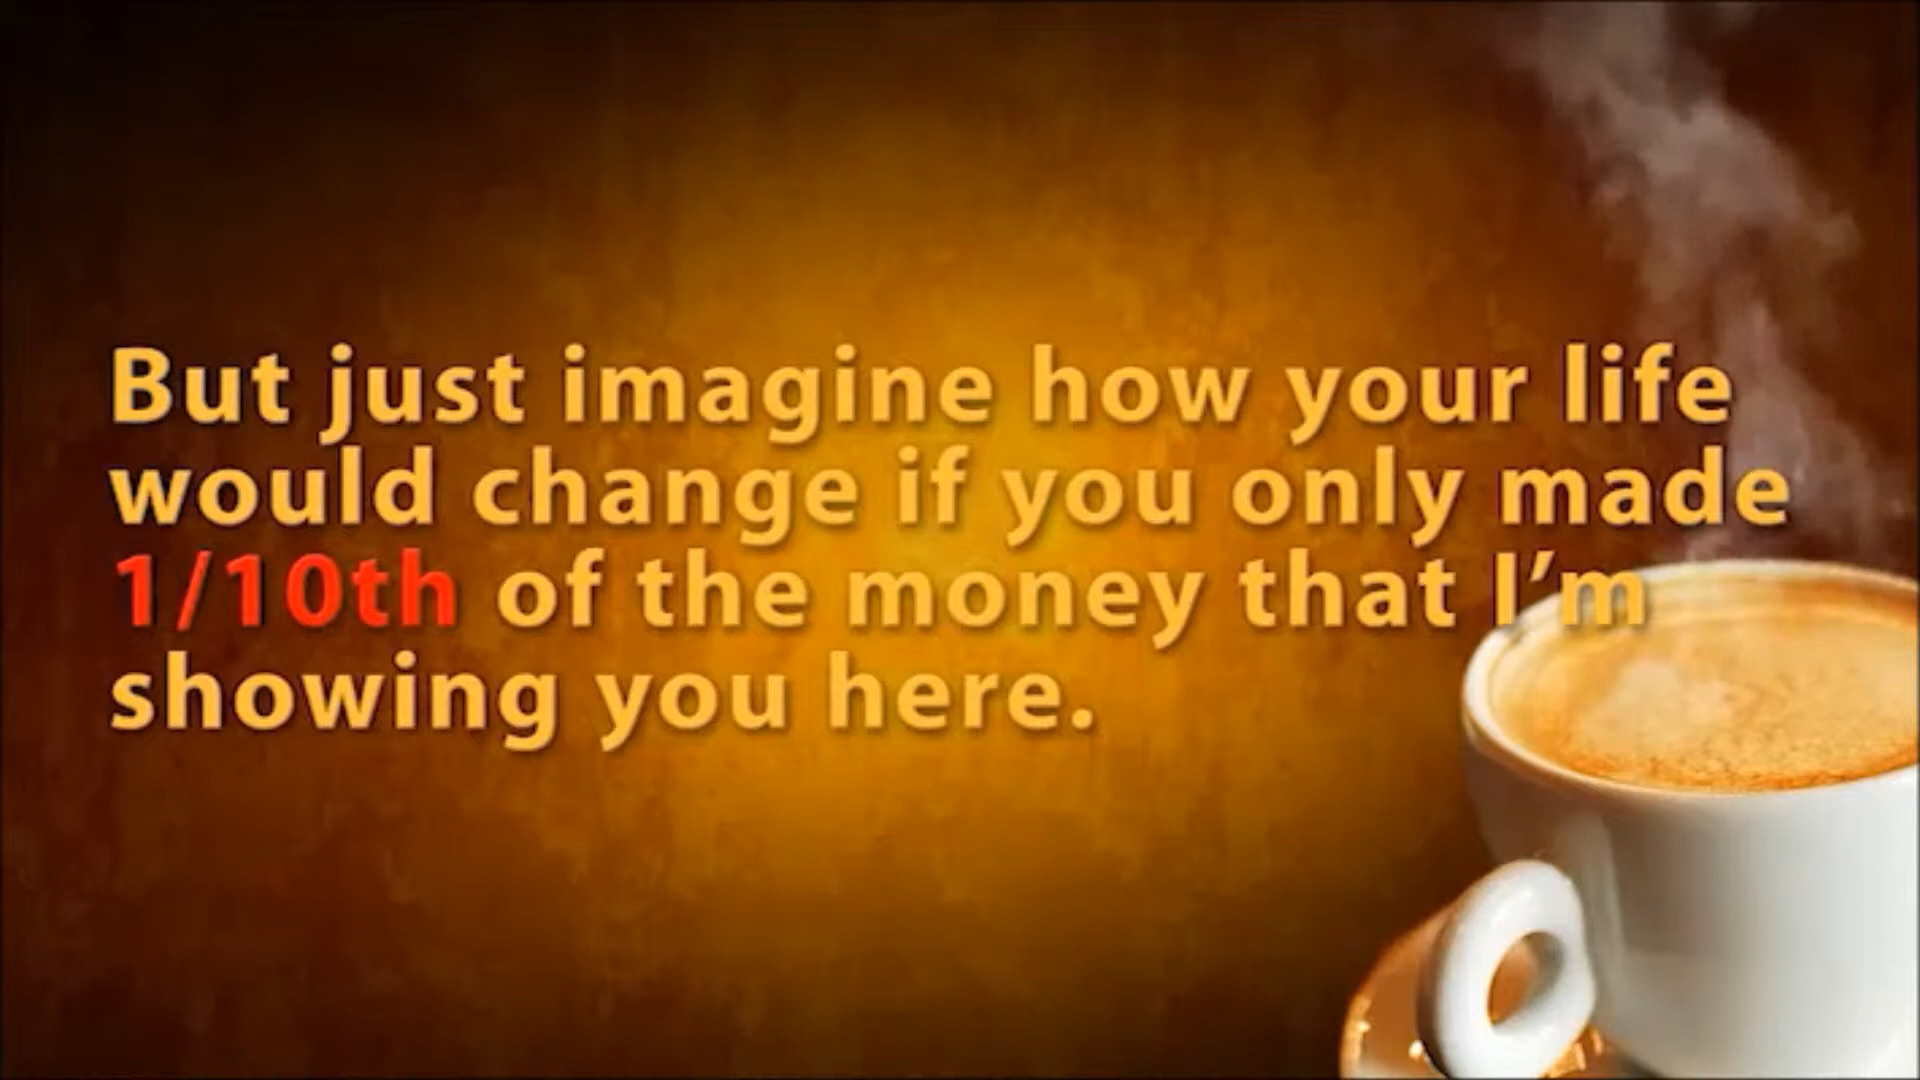 But just imagine how your life
would change if you only made
1/10th of the money that I’m
showing you here.